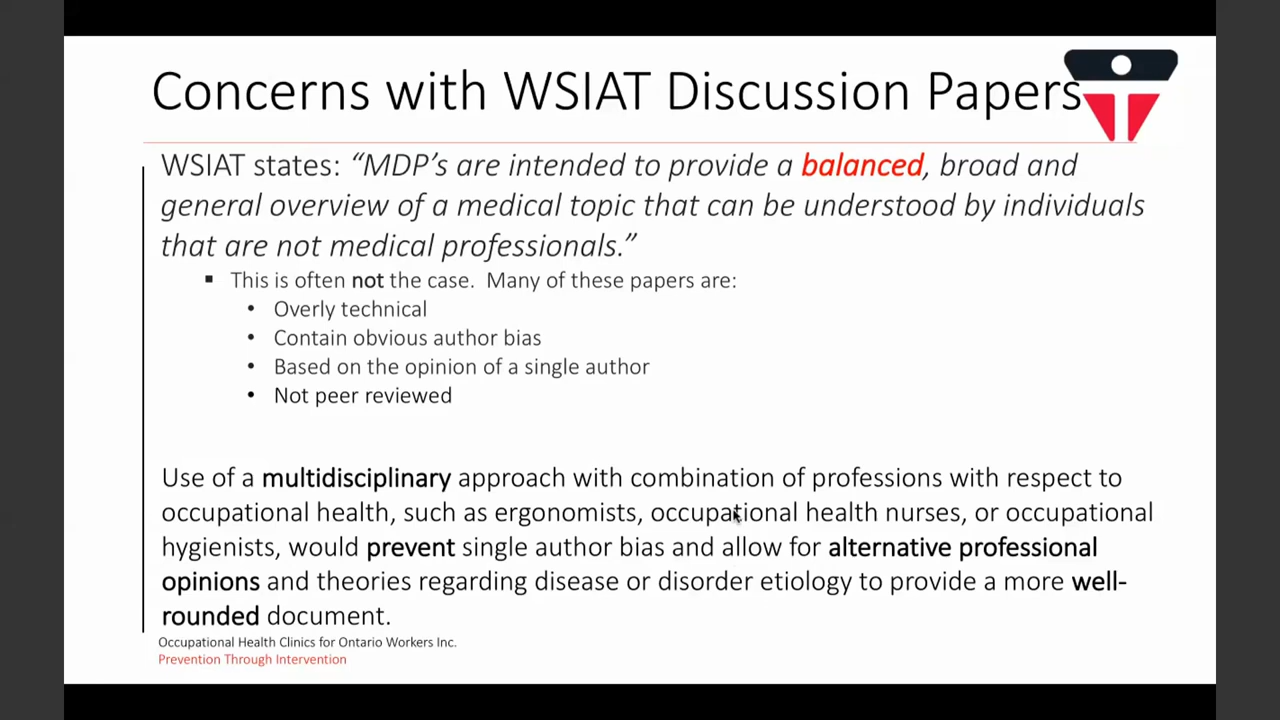 Concerns with WSIAT Discussion Papers
WSIAT states: “MDP’s are intended to provide a balanced, broad and
general overview of a medical topic that can be understood by individuals
that are not medical professionals.”
▪ This is often not the case.  Many of these papers are:
• Overly technical
• Contain obvious author bias
• Based on the opinion of a single author
• Not peer reviewed
Use of a multidisciplinary approach with combination of professions with respect to
occupational health, such as ergonomists, occupational health nurses, or occupational
hygienists, would prevent single author bias and allow for alternative professional
opinions and theories regarding disease or disorder etiology to provide a more well-
rounded document.
Occupational Health Clinics for Ontario Workers Inc.
Prevention Through Intervention